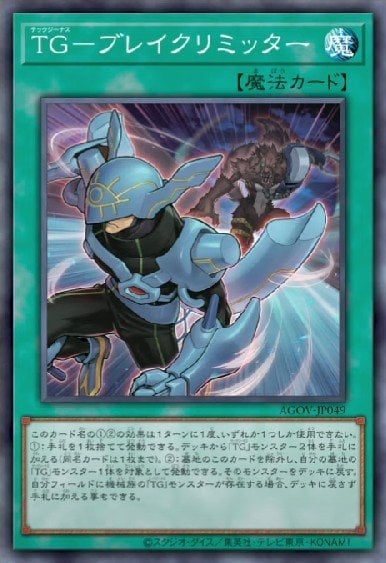 テックジーナス
TG－ブレイクリミッター
魔
【魔法カード】
AGOV-JP049
このカード名の①②の効果は1ターンに1度、いずれか1つしか使用できない。
①：手札を1枚捨てて発動できる。デッキから「TG」モンスター2体を手札に
加える（同名カードは1枚まで）。②：墓地のこのカードを除外し、自分の墓地の
「TG」モンスター1体を対象として発動できる。そのモンスターをデッキに戻す。
自分フィールドに機械族の「TG」モンスターが存在する場合、デッキに戻さず
手札に加える事もできる。
©スタジオ・ダイス／集英社・テレビ東京・KONAMI